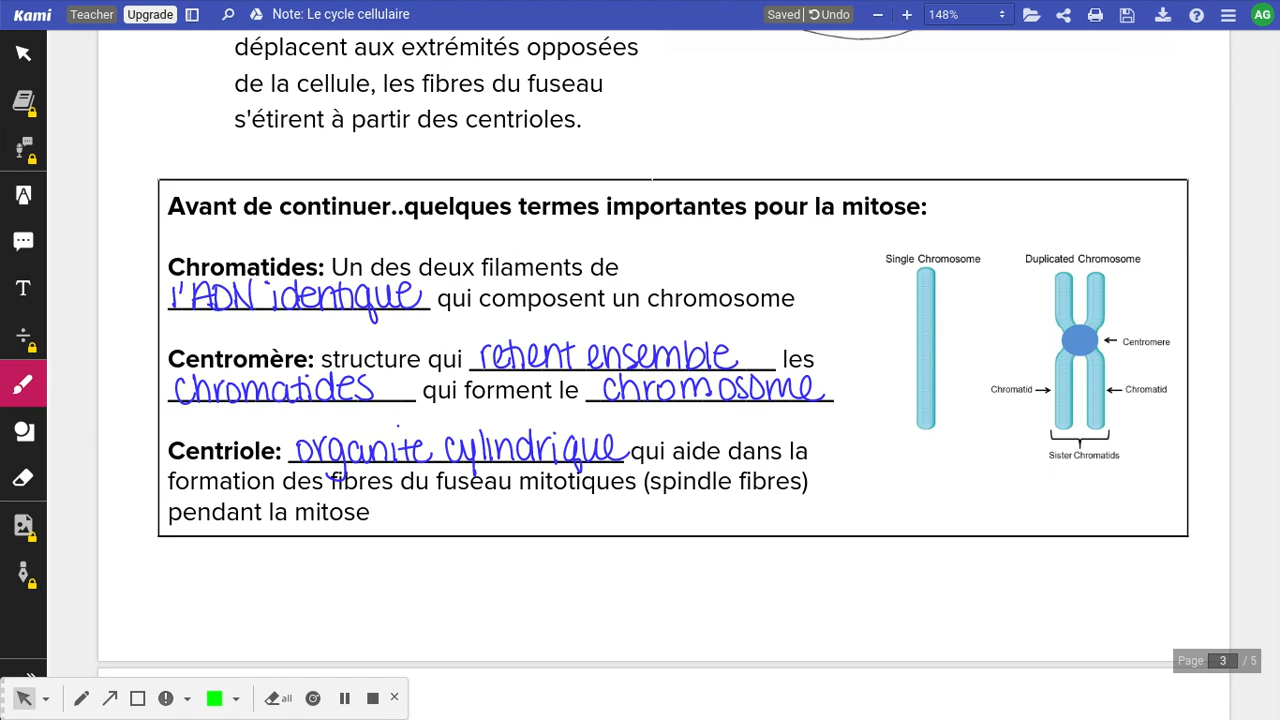 Kami Teacher Upgrade Note: Le cycle cellulaire Saved Undo 148% AG
déplacent aux extrémités opposées
de la cellule, les fibres du fuseau
s'étirent à partir des centrioles.
Avant de continuer..quelques termes importantes pour la mitose:
Chromatides: Un des deux filaments de
l'ADN identique qui composent un chromosome
Centromère: structure qui retient ensemble les
chromatides qui forment le chromosome
Centriole: organite cylindrique qui aide dans la
formation des fibres du fuseau mitotiques (spindle fibres)
pendant la mitose
Single Chromosome
Duplicated Chromosome
Centromere
Chromatid
Chromatid
Sister Chromatids
Page 3 / 5
all